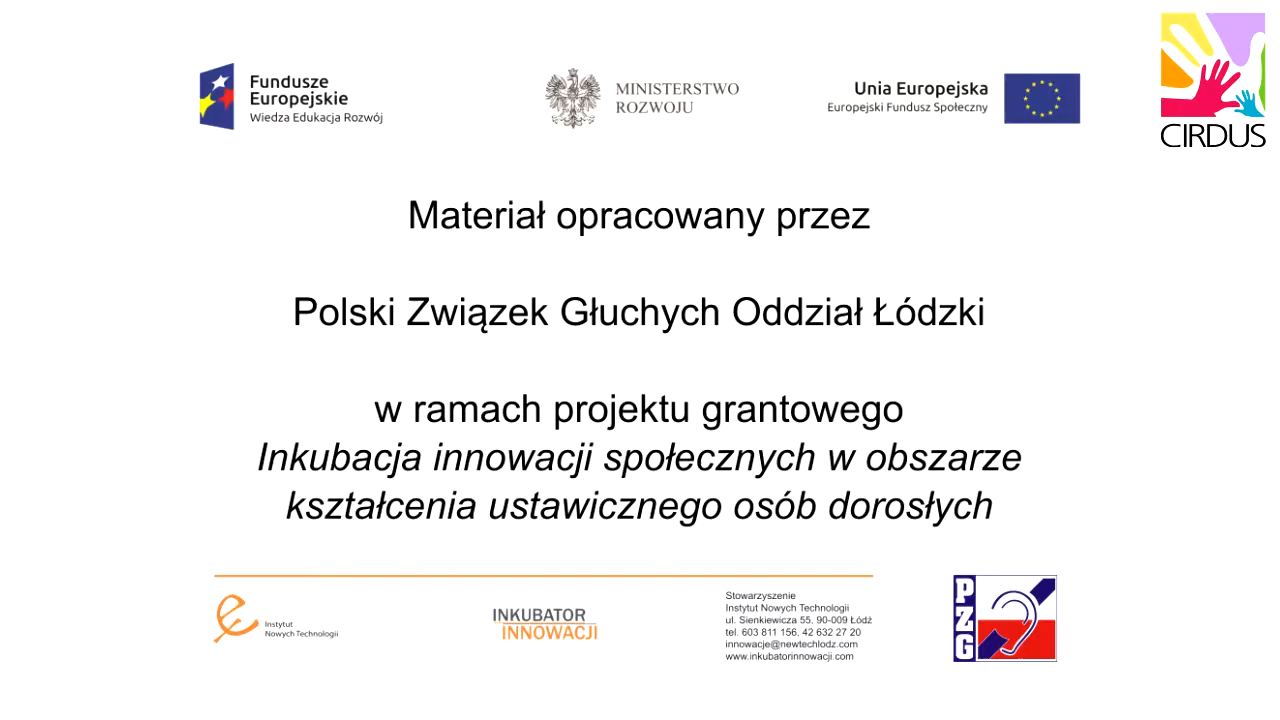 Fundusze
Europejskie
Wiedza Edukacja Rozwój
MINISTERSTWO
ROZWOJU
Unia Europejska
Europejski Fundusz Społeczny
CIRDUS
Materiał opracowany przez
Polski Związek Głuchych Oddział Łódzki
w ramach projektu grantowego
Inkubacja innowacji społecznych w obszarze
kształcenia ustawicznego osób dorosłych
Instytut
Nowych Technologii
INKUBATOR
INNOWACJI
Stowarzyszenie
Instytut Nowych Technologii
ul. Sienkiewicza 55, 90-009 Łódź
tel. 603 811 156, 42 632 27 20
innowacje@newtechlodz.com
www.inkubatorinnowacji.com
PZG